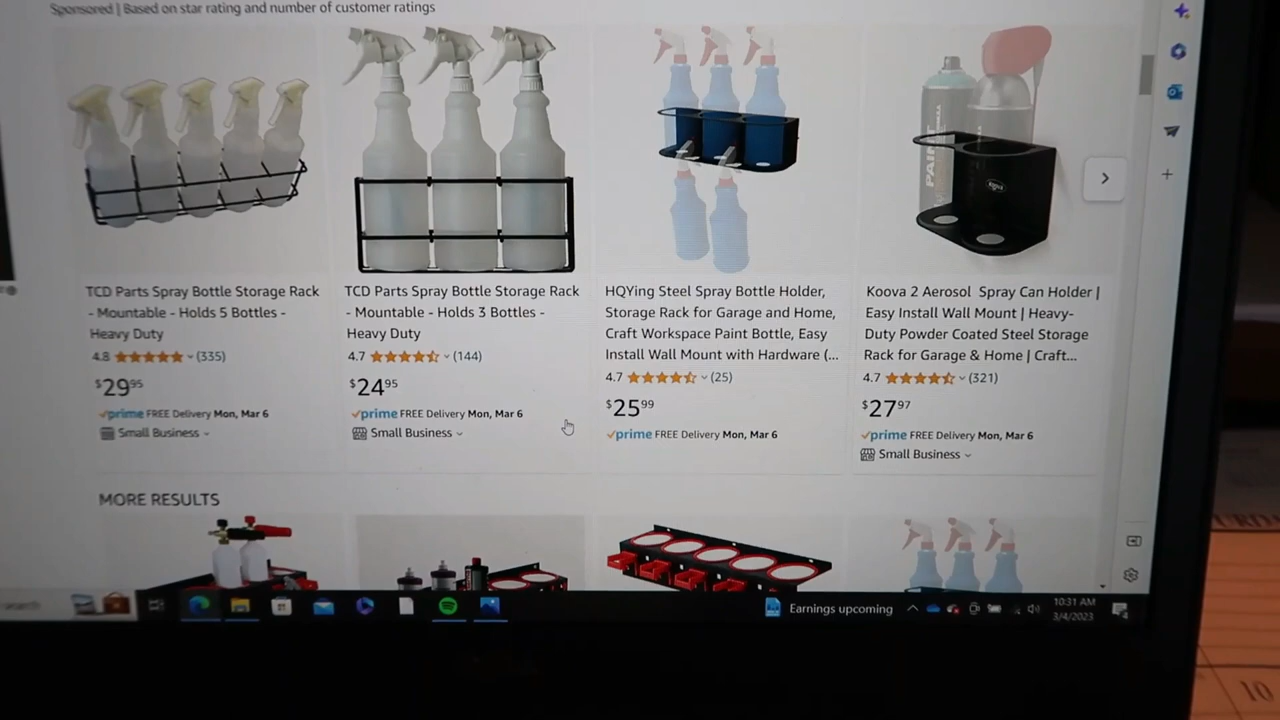 Sponsored | Based on star rating and number of customer ratings
PAINT
TCD Parts Spray Bottle Storage Rack
- Mountable - Holds 5 Bottles -
Heavy Duty
4.8 (335)
$29 95
prime FREE Delivery Mon, Mar 6
Small Business
TCD Parts Spray Bottle Storage Rack
- Mountable - Holds 3 Bottles -
Heavy Duty
4.7 (144)
$24 95
prime FREE Delivery Mon, Mar 6
Small Business
HQYing Steel Spray Bottle Holder,
Storage Rack for Garage and Home,
Craft Workspace Paint Bottle, Easy
Install Wall Mount with Hardware (...
4.7 (25)
$25 99
prime FREE Delivery Mon, Mar 6
Koova 2 Aerosol Spray Can Holder |
Easy Install Wall Mount | Heavy-
Duty Powder Coated Steel Storage
Rack for Garage & Home | Craft...
4.7 (321)
$27 97
prime FREE Delivery Mon, Mar 6
Small Business
MORE RESULTS
search
Earnings upcoming
10:31 AM
3/4/2023
10